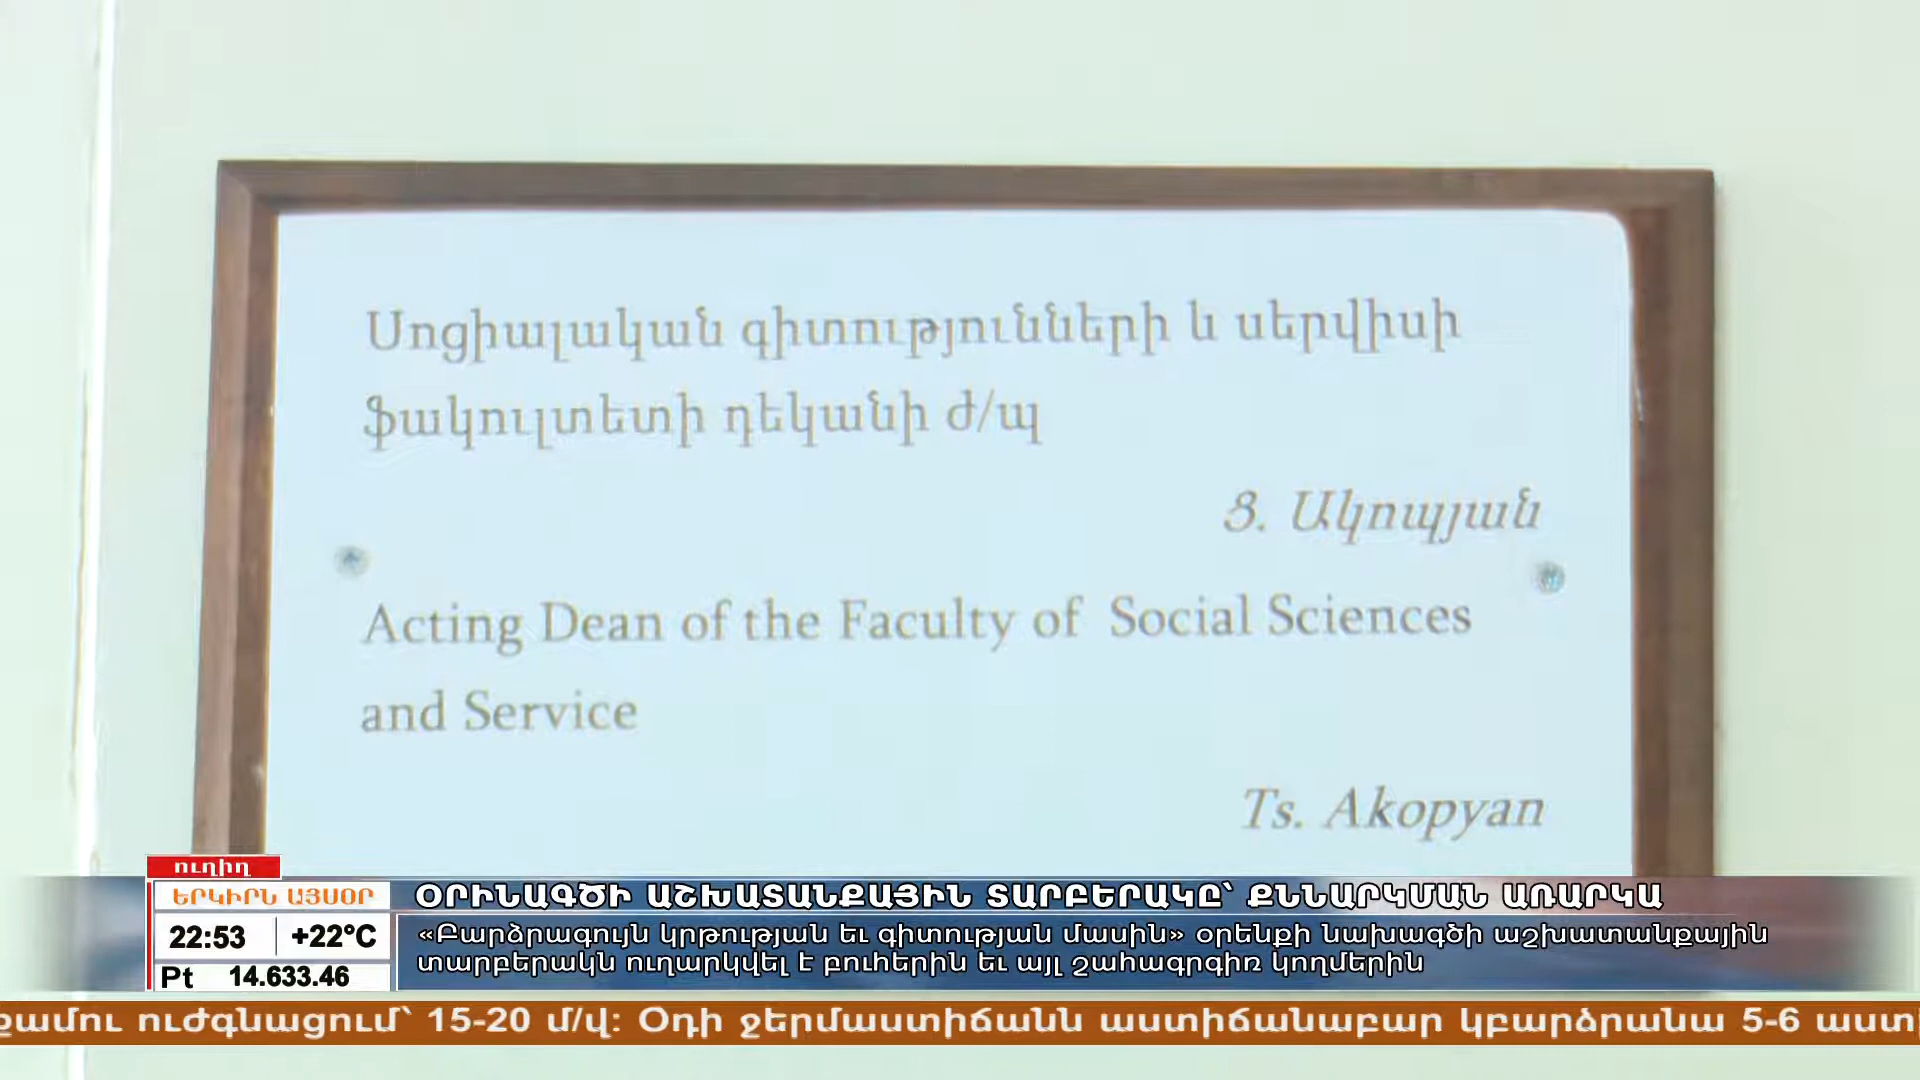 Սոցիալական գիտությունների և սերվիսի
ֆակուլտետի դեկանի ժ/պ
Ց. Ակոպյան
Acting Dean of the Faculty of Social Sciences
and Service
Ts. Akopyan
ուղիղ
ԵՐԿԻՐՆ ԱՅՍՕՐ
22:53 +22°C
Pt 14.633.46
ՕՐԻՆԱԳԾԻ ԱՇԽԱՏԱՆՔԱՅԻՆ ՏԱՐԲԵՐԱԿԸ՝ ՔՆՆԱՐԿՄԱՆ ԱՌԱՐԿԱ
«Բարձրագույն կրթության եւ գիտության մասին» օրենքի նախագծի աշխատանքային
տարբերակն ուղարկվել է բուհերին եւ այլ շահագրգիռ կողմերին
քամու ուժգնացում՝ 15-20 մ/վ: Օդի ջերմաստիճանն աստիճանաբար կբարձրանա 5-6 աստ